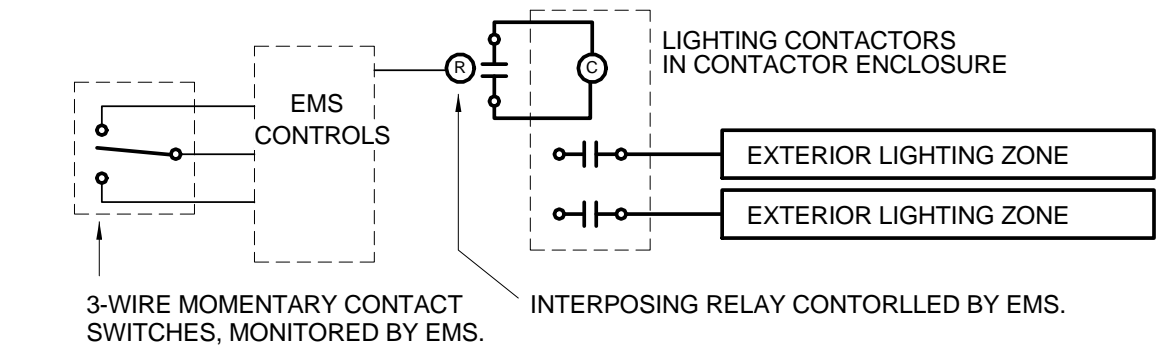 LIGHTING CONTACTORS
IN CONTACTOR ENCLOSURE
R
C
EMS
CONTROLS
EXTERIOR LIGHTING ZONE
EXTERIOR LIGHTING ZONE
3-WIRE MOMENTARY CONTACT
SWITCHES, MONITORED BY EMS.
INTERPOSING RELAY CONTORLLED BY EMS.